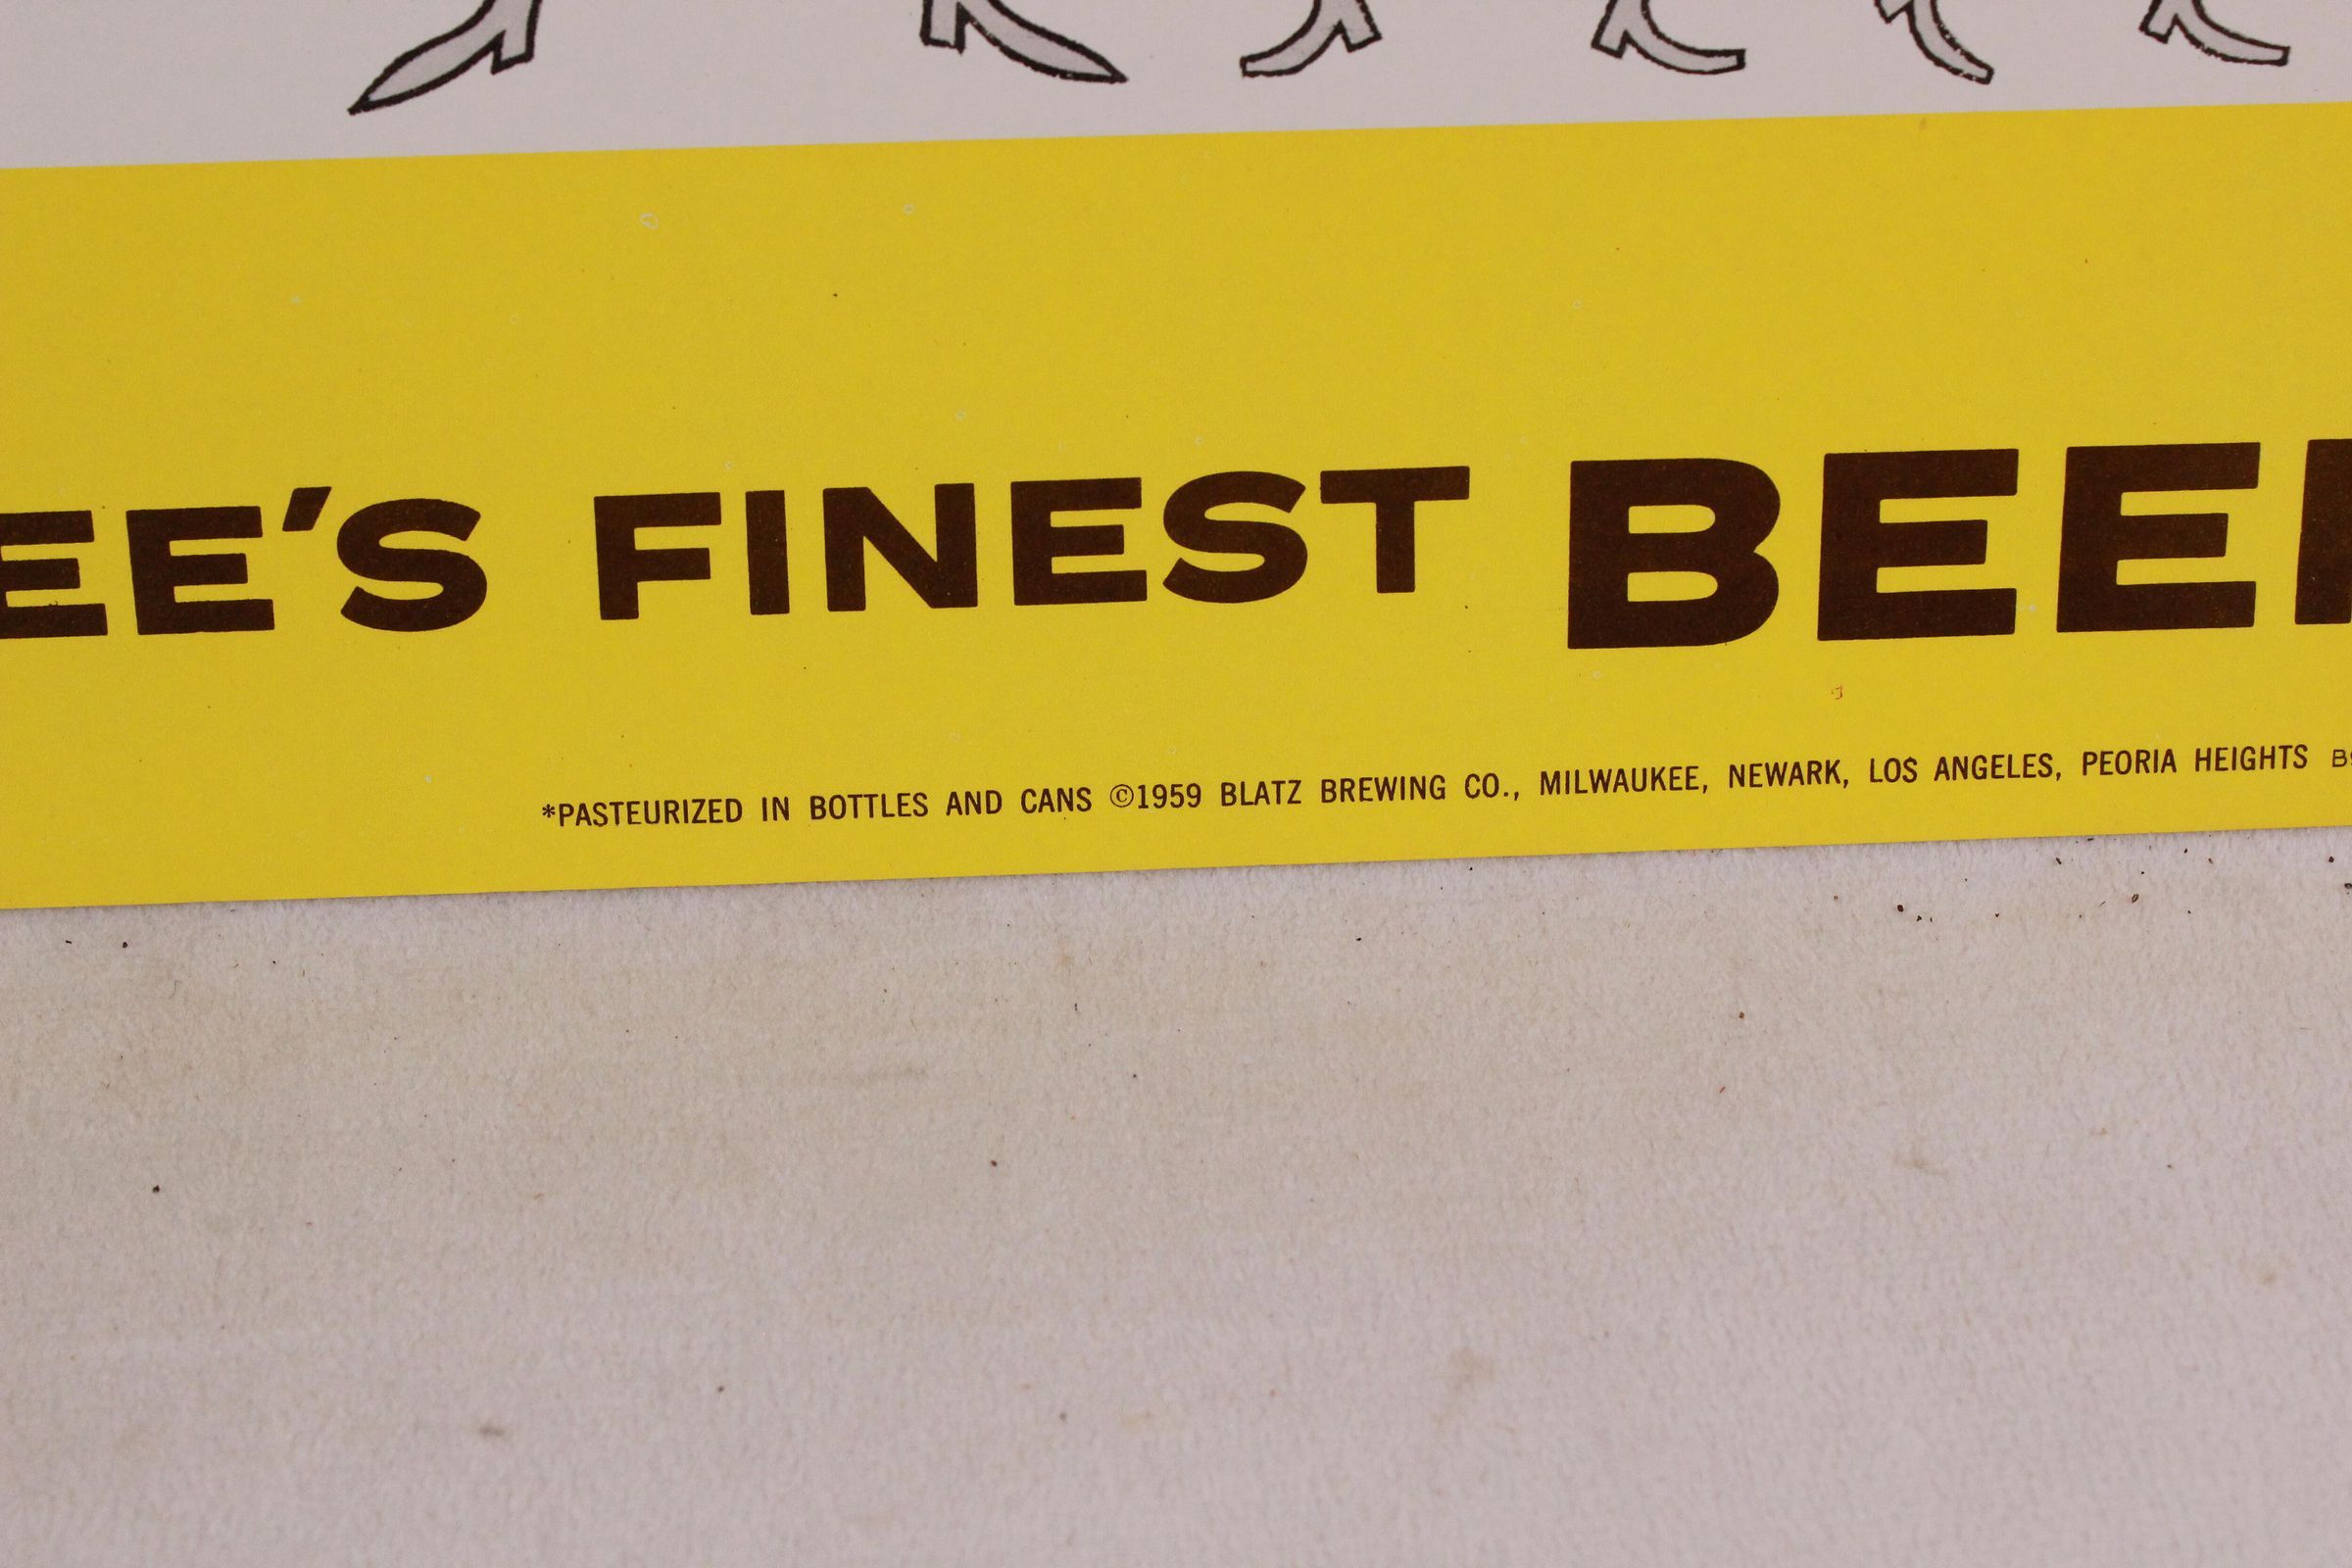 EE'S FINEST BEE
*PASTEURIZED IN BOTTLES AND CANS ©1959 BLATZ BREWING CO., MILWAUKEE, NEWARK, LOS ANGELES, PEORIA HEIGHTS